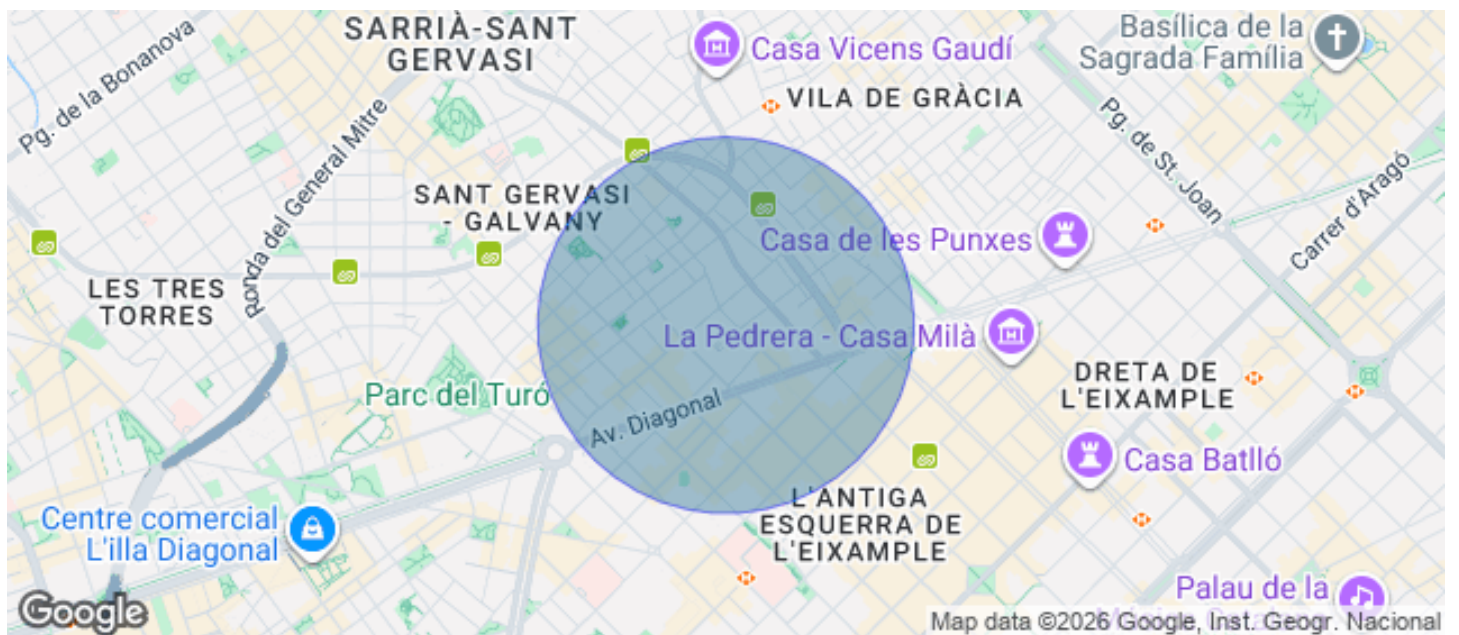 SARRIÀ-SANT
GERVASI
Casa Vicens Gaudí
Basílica de la
Sagrada Família
Pg. de la Bonanova
VILA DE GRÀCIA
Ronda del General Mitre
Pg. de St. Joan
Carrer d'Aragó
SANT GERVASI
- GALVANY
Casa de les Punxes
LES TRES
TORRES
La Pedrera - Casa Milà
Parc del Turó
DRETA DE
L'EIXAMPLE
Av. Diagonal
Casa Batlló
L'ANTIGA
ESQUERRA DE
L'EIXAMPLE
Centre comercial
L'illa Diagonal
Palau de la
Google
Map data ©2026 Google, Inst. Geogr. Nacional